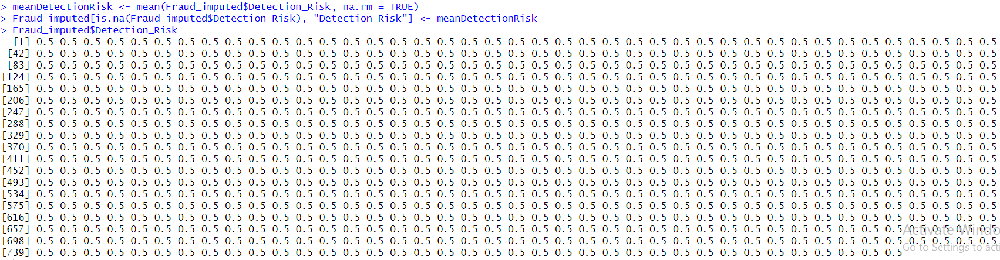 > meanDetectionRisk <- mean(Fraud_imputed$Detection_Risk, na.rm = TRUE)
> Fraud_imputed[is.na(Fraud_imputed$Detection_Risk), "Detection_Risk"] <- meanDetectionRisk
> Fraud_imputed$Detection_Risk
[1] 0.5 0.5 0.5 0.5 0.5 0.5 0.5 0.5 0.5 0.5 0.5 0.5 0.5 0.5 0.5 0.5 0.5 0.5 0.5 0.5 0.5 0.5 0.5 0.5 0.5 0.5 0.5 0.5 0.5 0.5 0.5 0.5 0.5 0.5 0.5 0.5 0.5 0.5 0.5 0.5 0.5
[42] 0.5 0.5 0.5 0.5 0.5 0.5 0.5 0.5 0.5 0.5 0.5 0.5 0.5 0.5 0.5 0.5 0.5 0.5 0.5 0.5 0.5 0.5 0.5 0.5 0.5 0.5 0.5 0.5 0.5 0.5 0.5 0.5 0.5 0.5 0.5 0.5 0.5 0.5 0.5 0.5 0.5
[83] 0.5 0.5 0.5 0.5 0.5 0.5 0.5 0.5 0.5 0.5 0.5 0.5 0.5 0.5 0.5 0.5 0.5 0.5 0.5 0.5 0.5 0.5 0.5 0.5 0.5 0.5 0.5 0.5 0.5 0.5 0.5 0.5 0.5 0.5 0.5 0.5 0.5 0.5 0.5 0.5 0.5
[124] 0.5 0.5 0.5 0.5 0.5 0.5 0.5 0.5 0.5 0.5 0.5 0.5 0.5 0.5 0.5 0.5 0.5 0.5 0.5 0.5 0.5 0.5 0.5 0.5 0.5 0.5 0.5 0.5 0.5 0.5 0.5 0.5 0.5 0.5 0.5 0.5 0.5 0.5 0.5 0.5 0.5
[165] 0.5 0.5 0.5 0.5 0.5 0.5 0.5 0.5 0.5 0.5 0.5 0.5 0.5 0.5 0.5 0.5 0.5 0.5 0.5 0.5 0.5 0.5 0.5 0.5 0.5 0.5 0.5 0.5 0.5 0.5 0.5 0.5 0.5 0.5 0.5 0.5 0.5 0.5 0.5 0.5 0.5
[206] 0.5 0.5 0.5 0.5 0.5 0.5 0.5 0.5 0.5 0.5 0.5 0.5 0.5 0.5 0.5 0.5 0.5 0.5 0.5 0.5 0.5 0.5 0.5 0.5 0.5 0.5 0.5 0.5 0.5 0.5 0.5 0.5 0.5 0.5 0.5 0.5 0.5 0.5 0.5 0.5 0.5
[247] 0.5 0.5 0.5 0.5 0.5 0.5 0.5 0.5 0.5 0.5 0.5 0.5 0.5 0.5 0.5 0.5 0.5 0.5 0.5 0.5 0.5 0.5 0.5 0.5 0.5 0.5 0.5 0.5 0.5 0.5 0.5 0.5 0.5 0.5 0.5 0.5 0.5 0.5 0.5 0.5 0.5
[288] 0.5 0.5 0.5 0.5 0.5 0.5 0.5 0.5 0.5 0.5 0.5 0.5 0.5 0.5 0.5 0.5 0.5 0.5 0.5 0.5 0.5 0.5 0.5 0.5 0.5 0.5 0.5 0.5 0.5 0.5 0.5 0.5 0.5 0.5 0.5 0.5 0.5 0.5 0.5 0.5 0.5
[329] 0.5 0.5 0.5 0.5 0.5 0.5 0.5 0.5 0.5 0.5 0.5 0.5 0.5 0.5 0.5 0.5 0.5 0.5 0.5 0.5 0.5 0.5 0.5 0.5 0.5 0.5 0.5 0.5 0.5 0.5 0.5 0.5 0.5 0.5 0.5 0.5 0.5 0.5 0.5 0.5 0.5
[370] 0.5 0.5 0.5 0.5 0.5 0.5 0.5 0.5 0.5 0.5 0.5 0.5 0.5 0.5 0.5 0.5 0.5 0.5 0.5 0.5 0.5 0.5 0.5 0.5 0.5 0.5 0.5 0.5 0.5 0.5 0.5 0.5 0.5 0.5 0.5 0.5 0.5 0.5 0.5 0.5 0.5
[411] 0.5 0.5 0.5 0.5 0.5 0.5 0.5 0.5 0.5 0.5 0.5 0.5 0.5 0.5 0.5 0.5 0.5 0.5 0.5 0.5 0.5 0.5 0.5 0.5 0.5 0.5 0.5 0.5 0.5 0.5 0.5 0.5 0.5 0.5 0.5 0.5 0.5 0.5 0.5 0.5 0.5
[452] 0.5 0.5 0.5 0.5 0.5 0.5 0.5 0.5 0.5 0.5 0.5 0.5 0.5 0.5 0.5 0.5 0.5 0.5 0.5 0.5 0.5 0.5 0.5 0.5 0.5 0.5 0.5 0.5 0.5 0.5 0.5 0.5 0.5 0.5 0.5 0.5 0.5 0.5 0.5 0.5 0.5
[493] 0.5 0.5 0.5 0.5 0.5 0.5 0.5 0.5 0.5 0.5 0.5 0.5 0.5 0.5 0.5 0.5 0.5 0.5 0.5 0.5 0.5 0.5 0.5 0.5 0.5 0.5 0.5 0.5 0.5 0.5 0.5 0.5 0.5 0.5 0.5 0.5 0.5 0.5 0.5 0.5 0.5
[534] 0.5 0.5 0.5 0.5 0.5 0.5 0.5 0.5 0.5 0.5 0.5 0.5 0.5 0.5 0.5 0.5 0.5 0.5 0.5 0.5 0.5 0.5 0.5 0.5 0.5 0.5 0.5 0.5 0.5 0.5 0.5 0.5 0.5 0.5 0.5 0.5 0.5 0.5 0.5 0.5 0.5
[575] 0.5 0.5 0.5 0.5 0.5 0.5 0.5 0.5 0.5 0.5 0.5 0.5 0.5 0.5 0.5 0.5 0.5 0.5 0.5 0.5 0.5 0.5 0.5 0.5 0.5 0.5 0.5 0.5 0.5 0.5 0.5 0.5 0.5 0.5 0.5 0.5 0.5 0.5 0.5 0.5 0.5
[616] 0.5 0.5 0.5 0.5 0.5 0.5 0.5 0.5 0.5 0.5 0.5 0.5 0.5 0.5 0.5 0.5 0.5 0.5 0.5 0.5 0.5 0.5 0.5 0.5 0.5 0.5 0.5 0.5 0.5 0.5 0.5 0.5 0.5 0.5 0.5 0.5 0.5 0.5 0.5 0.5 0.5
[657] 0.5 0.5 0.5 0.5 0.5 0.5 0.5 0.5 0.5 0.5 0.5 0.5 0.5 0.5 0.5 0.5 0.5 0.5 0.5 0.5 0.5 0.5 0.5 0.5 0.5 0.5 0.5 0.5 0.5 0.5 0.5 0.5 0.5 0.5 0.5 0.5 0.5 0.5 0.5 0.5 0.5
[698] 0.5 0.5 0.5 0.5 0.5 0.5 0.5 0.5 0.5 0.5 0.5 0.5 0.5 0.5 0.5 0.5 0.5 0.5 0.5 0.5 0.5 0.5 0.5 0.5 0.5 0.5 0.5 0.5 0.5 0.5 0.5 0.5 0.5 0.5 0.5 0.5 0.5 0.5 0.5 0.5 0.5
[739] 0.5 0.5 0.5 0.5 0.5 0.5 0.5 0.5 0.5 0.5 0.5 0.5 0.5 0.5 0.5 0.5 0.5 0.5 0.5 0.5 0.5 0.5 0.5 0.5 0.5 0.5 0.5 0.5 0.5 0.5 0.5 0.5 0.5 0.5 0.5 0.5 0.5
Activate Windo
Go to Settings to acti